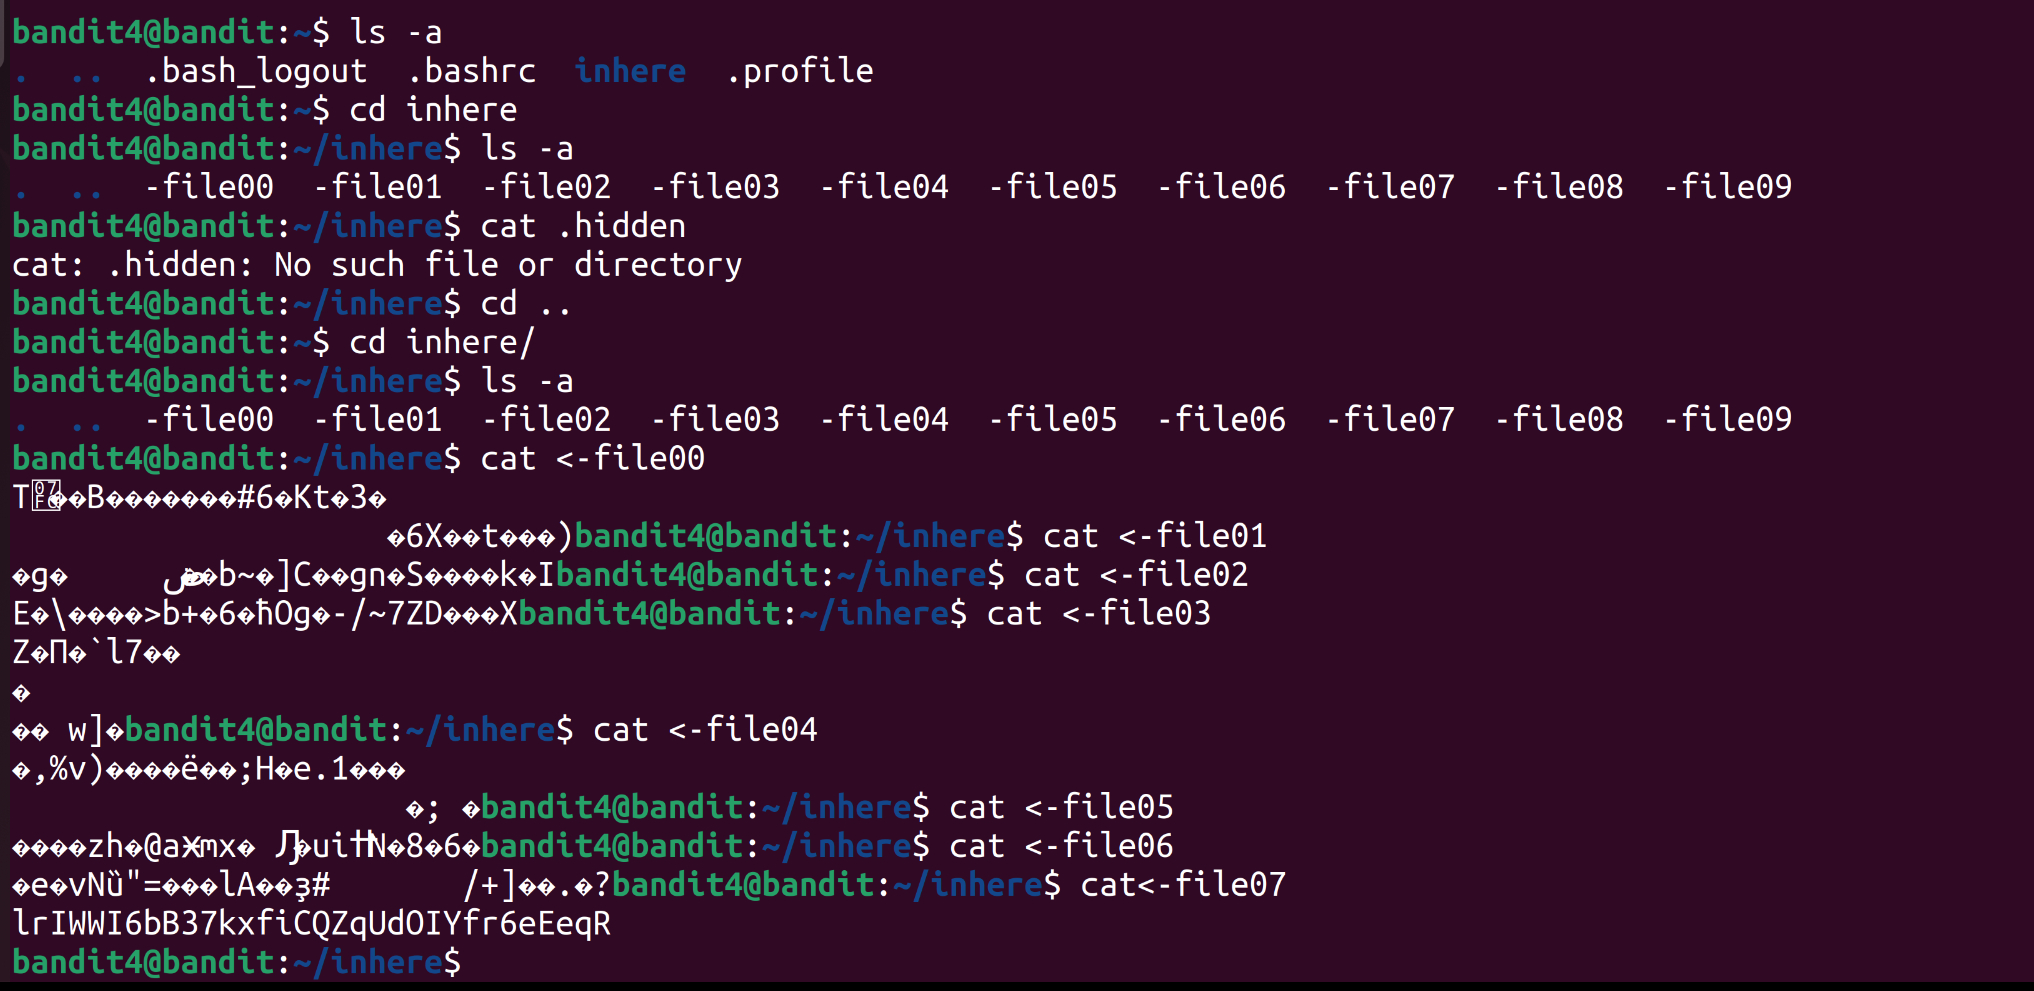 bandit4@bandit:~$ ls -a
.  ..  .bash_logout  .bashrc  inhere  .profile
bandit4@bandit:~$ cd inhere
bandit4@bandit:~/inhere$ ls -a
.  ..  -file00  -file01  -file02  -file03  -file04  -file05  -file06  -file07  -file08  -file09
bandit4@bandit:~/inhere$ cat .hidden
cat: .hidden: No such file or directory
bandit4@bandit:~/inhere$ cd ..
bandit4@bandit:~$ cd inhere/
bandit4@bandit:~/inhere$ ls -a
.  ..  -file00  -file01  -file02  -file03  -file04  -file05  -file06  -file07  -file08  -file09
bandit4@bandit:~/inhere$ cat <-file00
T��B�������#6�Kt�3�
�6X��t���)bandit4@bandit:~/inhere$ cat <-file01
�g� �b~�]C��gn�S����k�Ibandit4@bandit:~/inhere$ cat <-file02
E�\����>b+�6�ħOg�-/~7ZD���Xbandit4@bandit:~/inhere$ cat <-file03
Z�Π�`l7��
�
�� w]�bandit4@bandit:~/inhere$ cat <-file04
�,%v)����ë��;H�e.1���
�; �bandit4@bandit:~/inhere$ cat <-file05
����zh�@a x� �ui N�8�6�bandit4@bandit:~/inhere$ cat <-file06
�e�vNȕ"=���lA��ҙ#       /+]��.�?bandit4@bandit:~/inhere$ cat<-file07
lrIWWI6bB37kxfiCQZqUdOIYfr6eEeqR
bandit4@bandit:~/inhere$